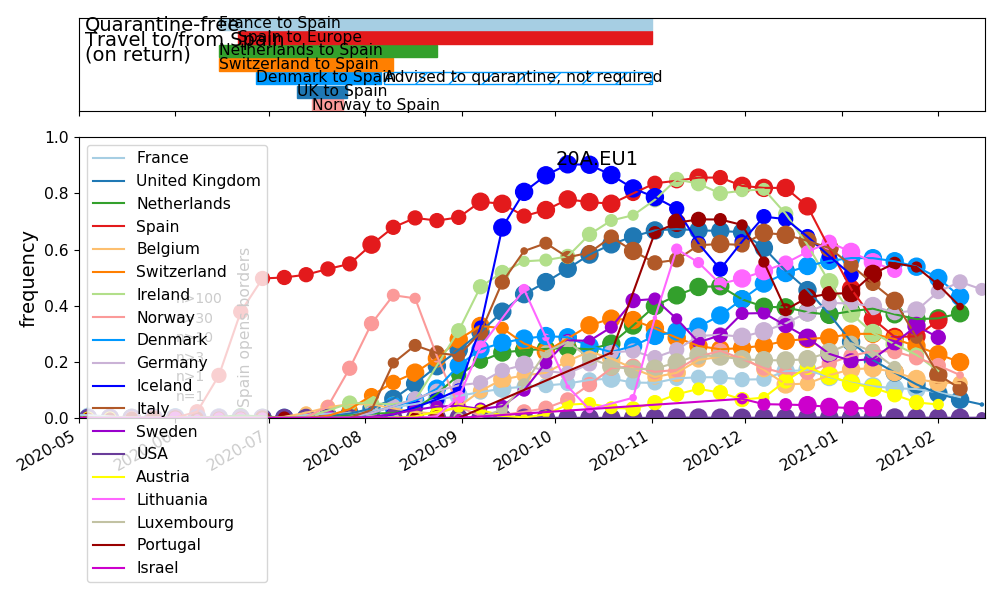 Quarantine-free
Travel to/from Spain
(on return)
France to Spain
Spain to Europe
Netherlands to Spain
Switzerland to Spain
Denmark to Spain
Advised to quarantine, not required
UK to Spain
Norway to Spain
20A EU1
frequency
1.0
0.8
0.6
0.4
0.2
0.0
France
United Kingdom
Netherlands
Spain
Belgium
Switzerland
Ireland
Norway
Denmark
Germany
Iceland
Italy
Sweden
USA
Austria
Lithuania
Luxembourg
Portugal
Israel
n>100
n>30
n>10
n>3
n>1
n=1
Spain opens borders
2020-05
2020-06
2020-07
2020-08
2020-09
2020-10
2020-11
2020-12
2021-01
2021-02